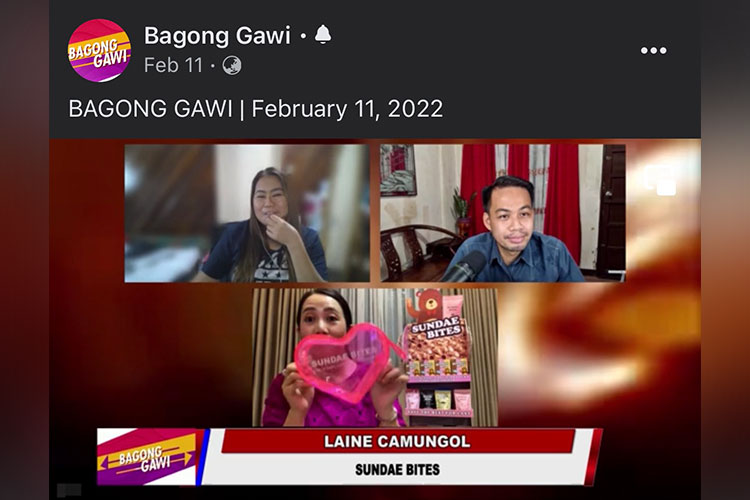 BAGONG
GAWI
Bagong Gawi •
Feb 11 •
BAGONG GAWI | February 11, 2022
SUNDAE BITES
SUNDAE
BITES
LAINE CAMUNGOL
BAGONG
GAWI
SUNDAE BITES